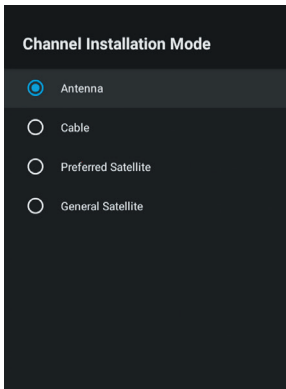 Channel Installation Mode
Antenna
Cable
Preferred Satellite
General Satellite